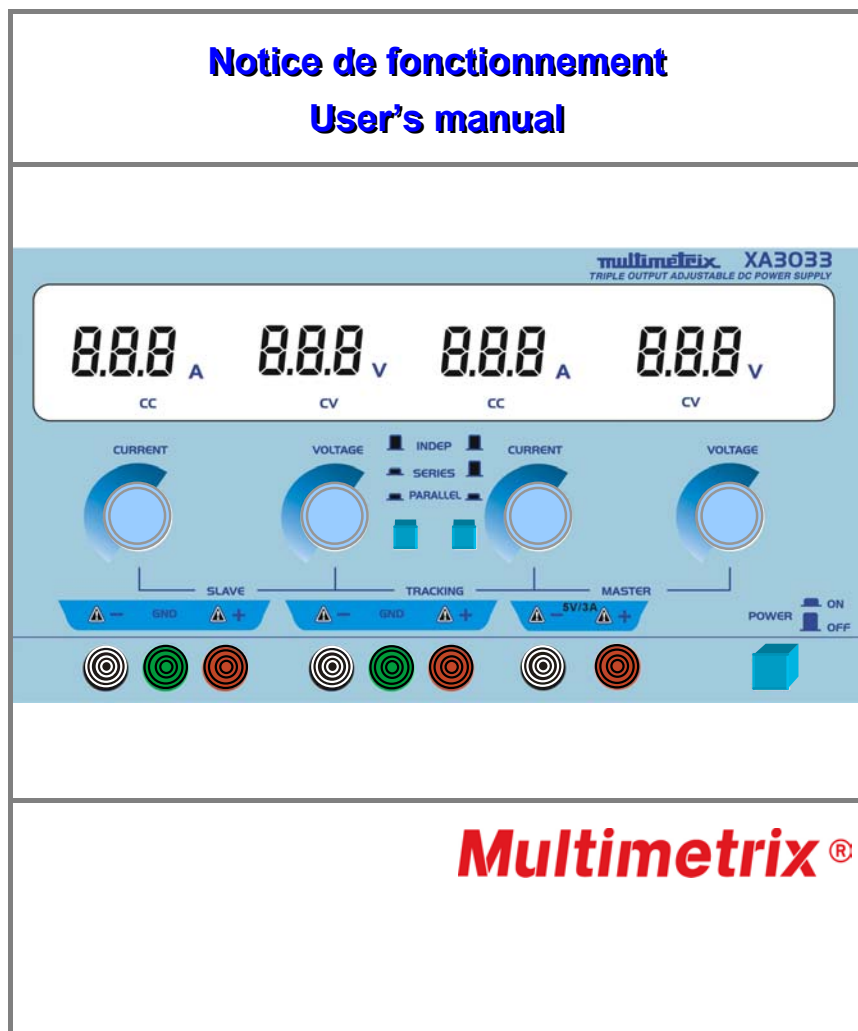 Notice de fonctionnement
User's manual
multimetrix XA3033
TRIPLE OUTPUT ADJUSTABLE DC POWER SUPPLY
8.8.8 A 8.8.8 V 8.8.8 A 8.8.8 V
CC CV CC CV
CURRENT VOLTAGE INDEP CURRENT VOLTAGE
SERIES
PARALLEL
SLAVE TRACKING MASTER
- GND + - GND + - 5V/3A + POWER ON
OFF
Multimetrix ®